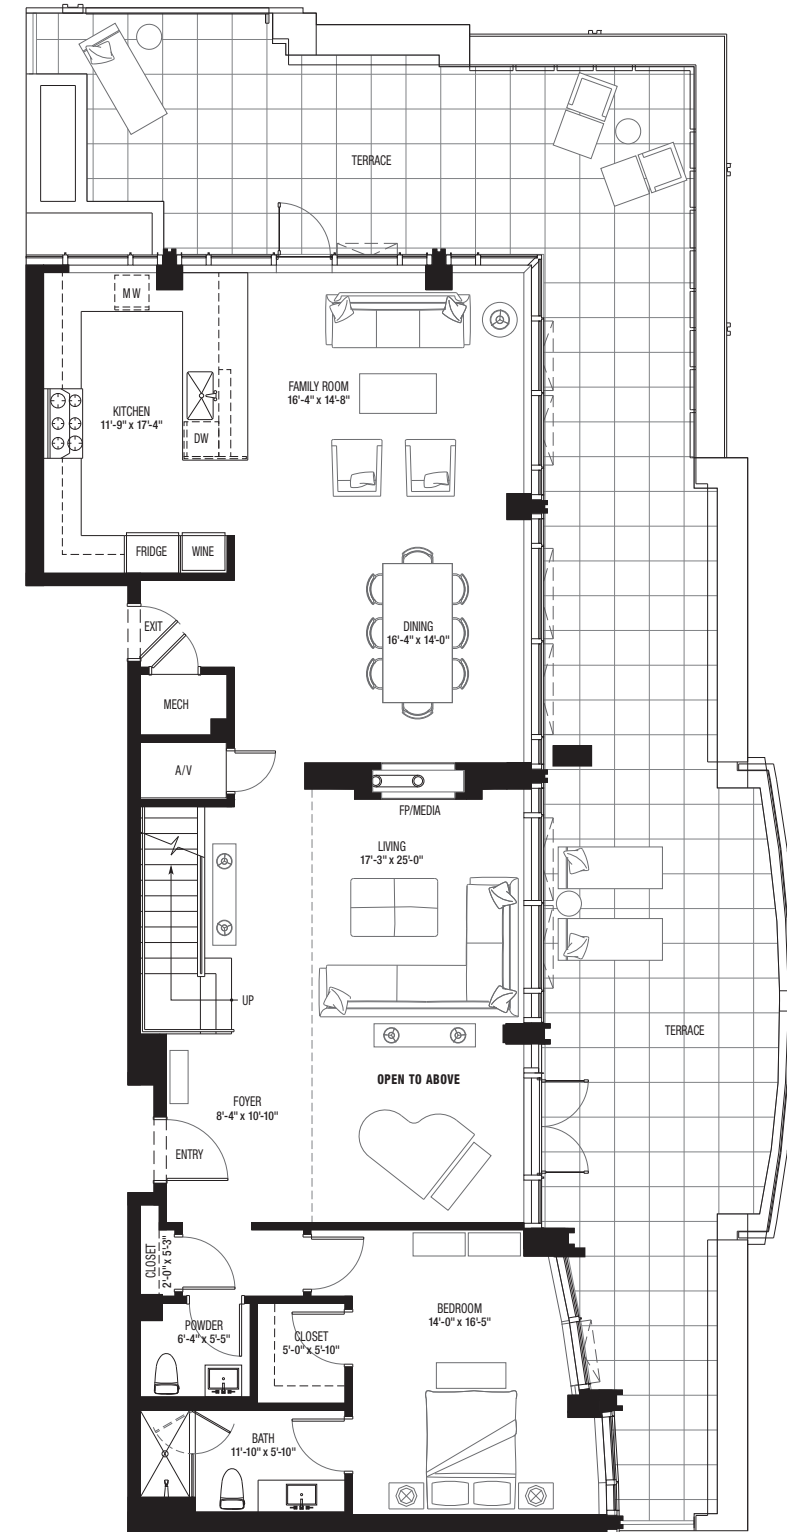 TERRACE
MW
FAMILY ROOM
16'-4" x 14'-8"
KITCHEN
11'-9" x 17'-4"
DW
FRIDGE
WINE
EXIT
DINING
16'-4" x 14'-0"
MECH
A/V
FP/MEDIA
LIVING
17'-3" x 25'-0"
UP
TERRACE
OPEN TO ABOVE
FOYER
8'-4" x 10'-10"
ENTRY
CLOSET
2'-0" x 5'-3"
POWDER
6'-4" x 5'-5"
CLOSET
5'-0" x 5'-10"
BEDROOM
14'-0" x 16'-5"
BATH
11'-10" x 5'-10"